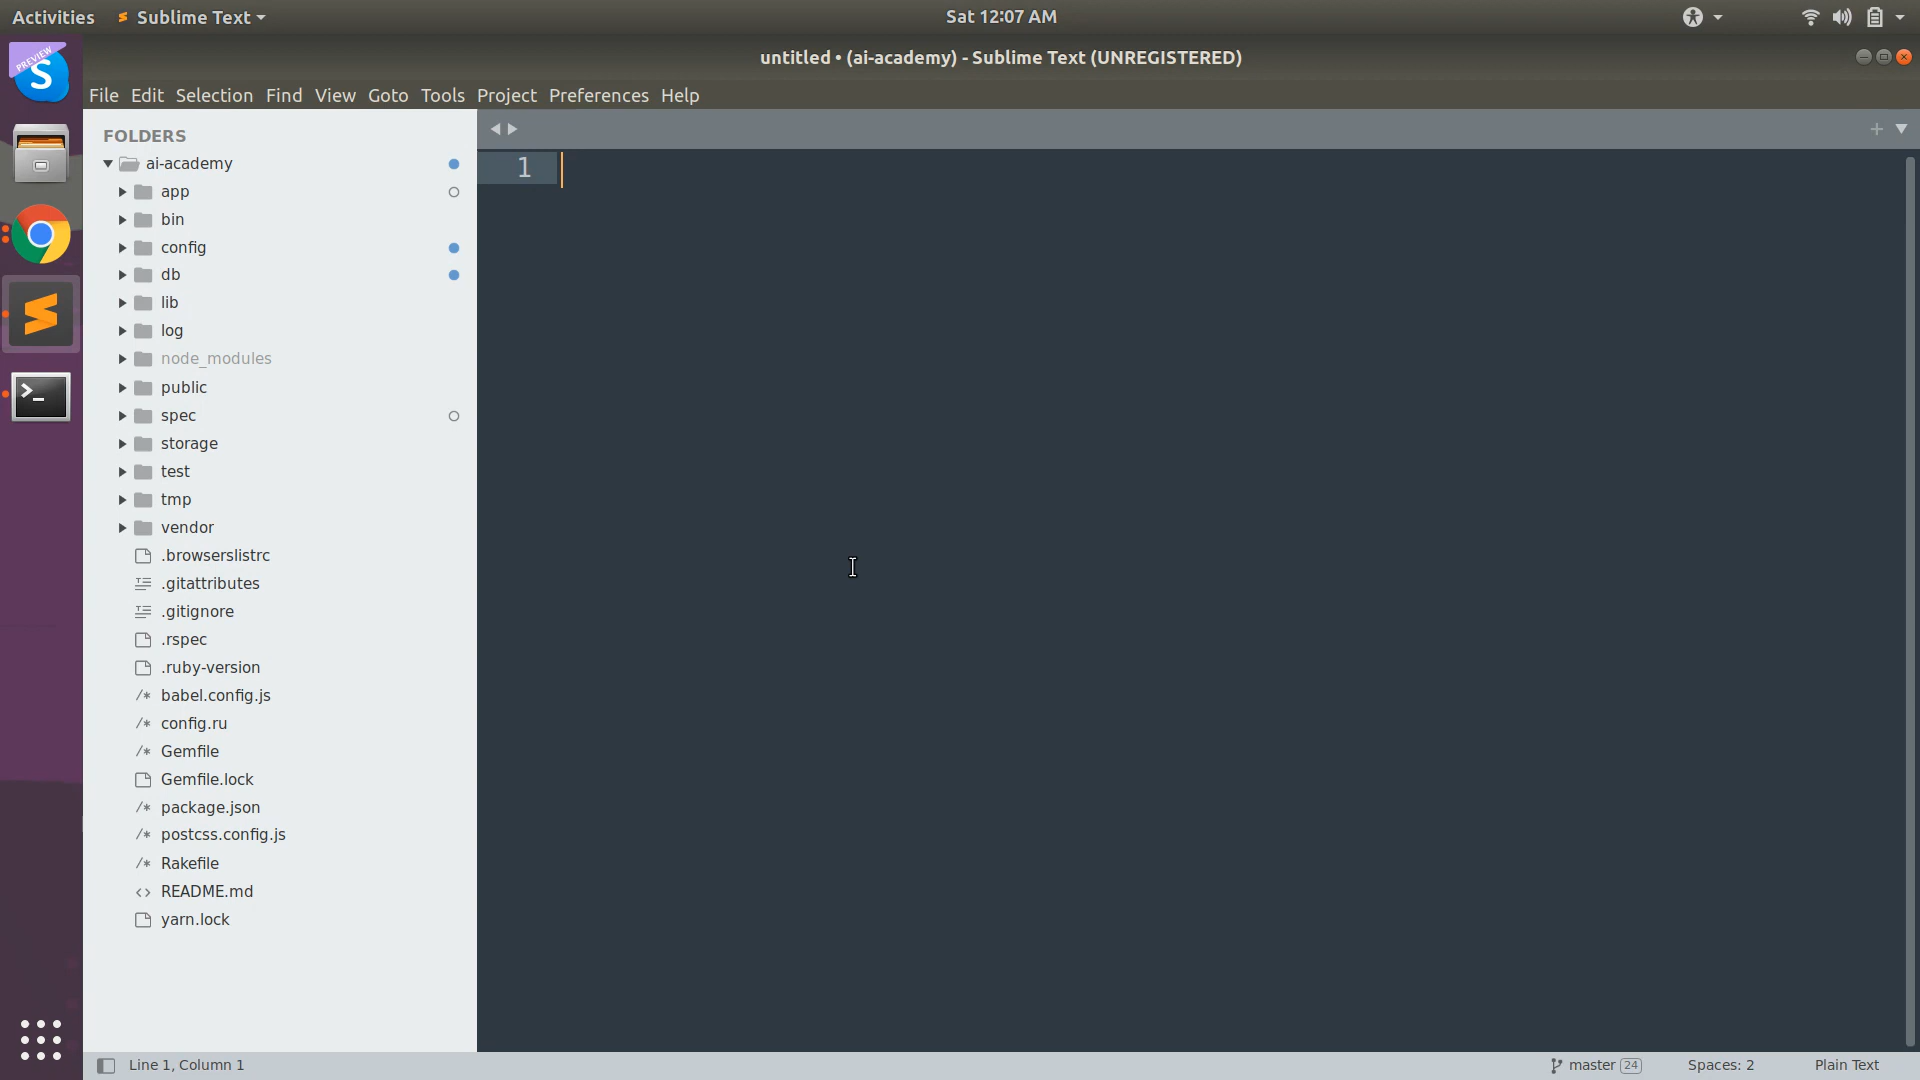 Activities Sublime Text Sat 12:07 AM
untitled • (ai-academy) - Sublime Text (UNREGISTERED)
File Edit Selection Find View Goto Tools Project Preferences Help
PREVIEW
S
FOLDERS
ai-academy
app
bin
config
db
lib
log
node_modules
public
spec
storage
test
tmp
vendor
.browserslistrc
.gitattributes
.gitignore
.rspec
.ruby-version
babel.config.js
config.ru
Gemfile
Gemfile.lock
package.json
postcss.config.js
Rakefile
README.md
yarn.lock
1
Line 1, Column 1 master 24 Spaces: 2 Plain Text